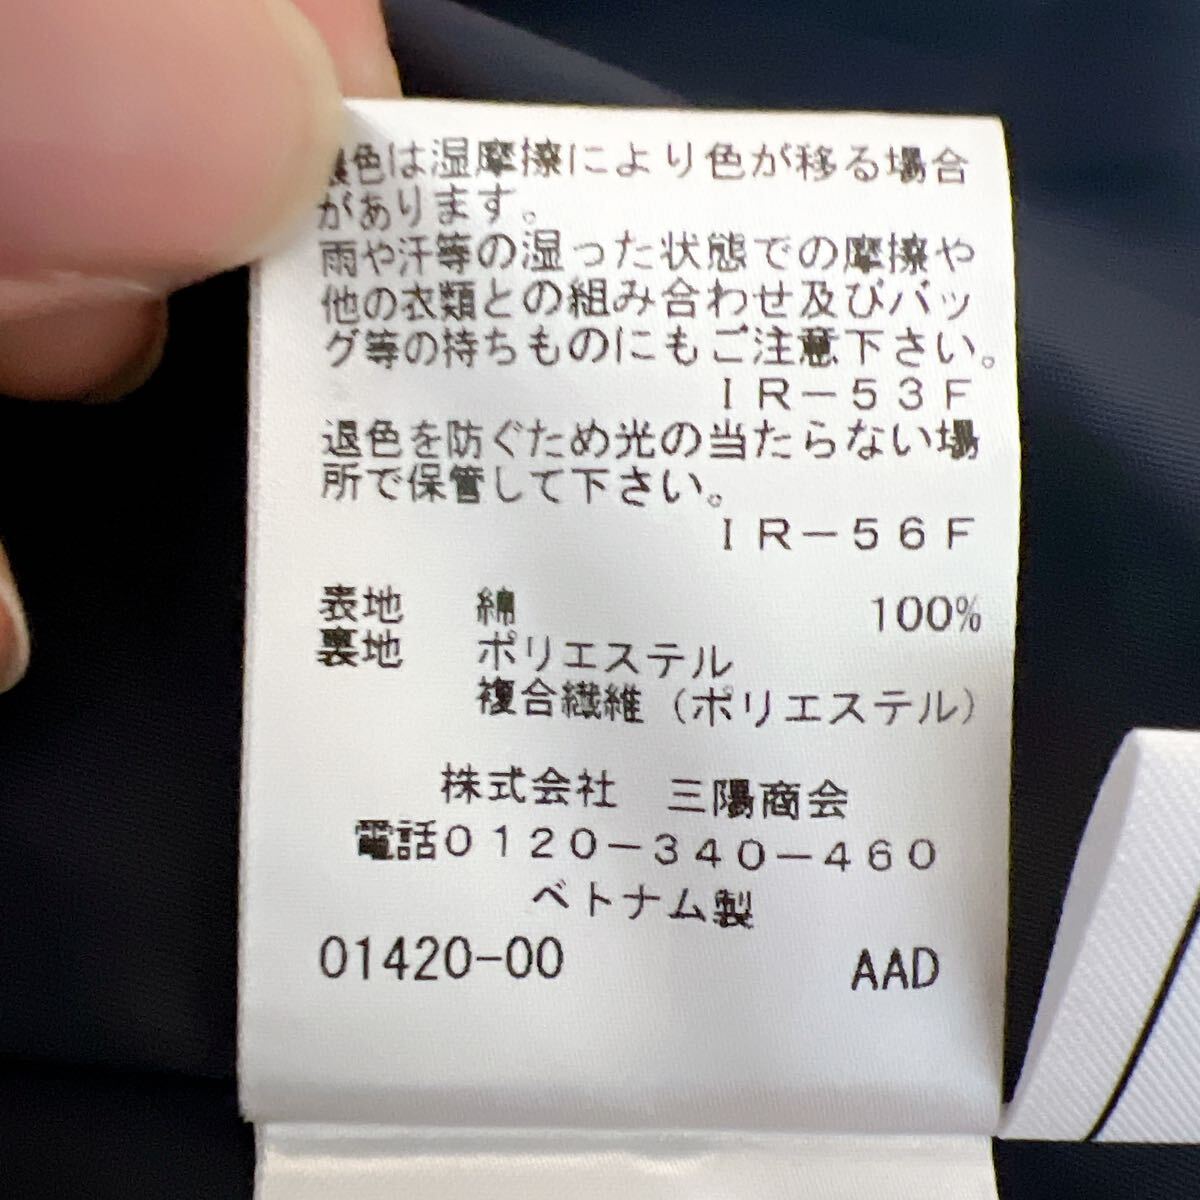 濃色は湿摩擦により色が移る場合
があります。
雨や汗等の湿った状態での摩擦や
他の衣類との組み合わせ及びバッ
グ等の持ちものにもご注意下さい。
IR-53F
退色を防ぐため光の当たらない場
所で保管して下さい。
IR-56F
表地 綿 100%
裏地 ポリエステル
複合繊維(ポリエステル)
株式会社 三陽商会
電話0120-340-460
ベトナム製
01420-00 AAD